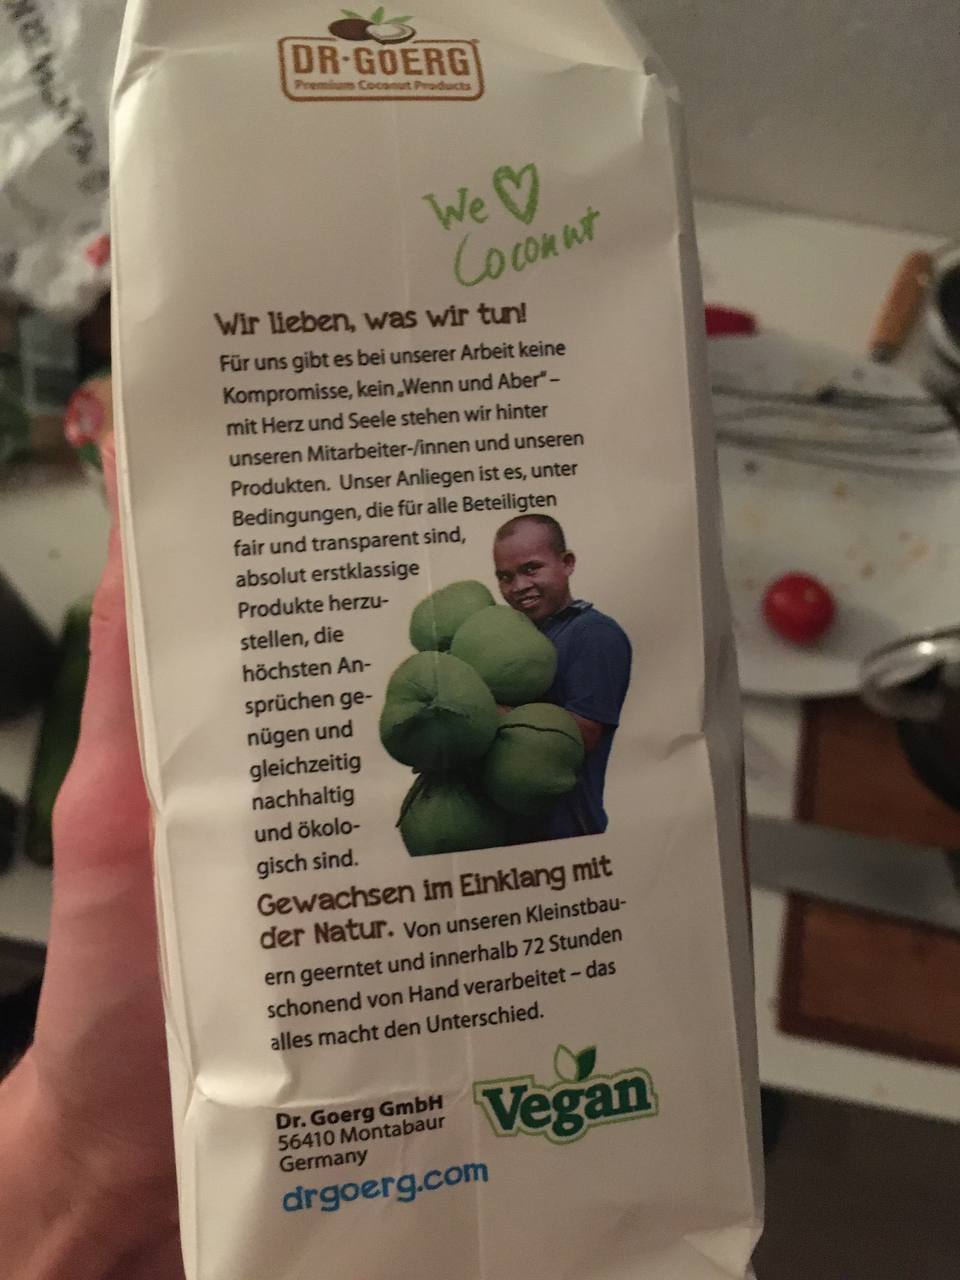 DR·GOERG
Premium Coconut Products
We ♡
Coconut
Wir lieben, was wir tun!
Für uns gibt es bei unserer Arbeit keine
Kompromisse, kein „Wenn und Aber“ –
mit Herz und Seele stehen wir hinter
unseren Mitarbeiter-/innen und unseren
Produkten. Unser Anliegen ist es, unter
Bedingungen, die für alle Beteiligten
fair und transparent sind,
absolut erstklassige
Produkte herzu-
stellen, die
höchsten An-
sprüchen ge-
nügen und
gleichzeitig
nachhaltig
und ökolo-
gisch sind.
Gewachsen im Einklang mit
der Natur. Von unseren Kleinstbau-
ern geerntet und innerhalb 72 Stunden
schonend von Hand verarbeitet – das
alles macht den Unterschied.
Vegan
Dr. Goerg GmbH
56410 Montabaur
Germany
drgoerg.com